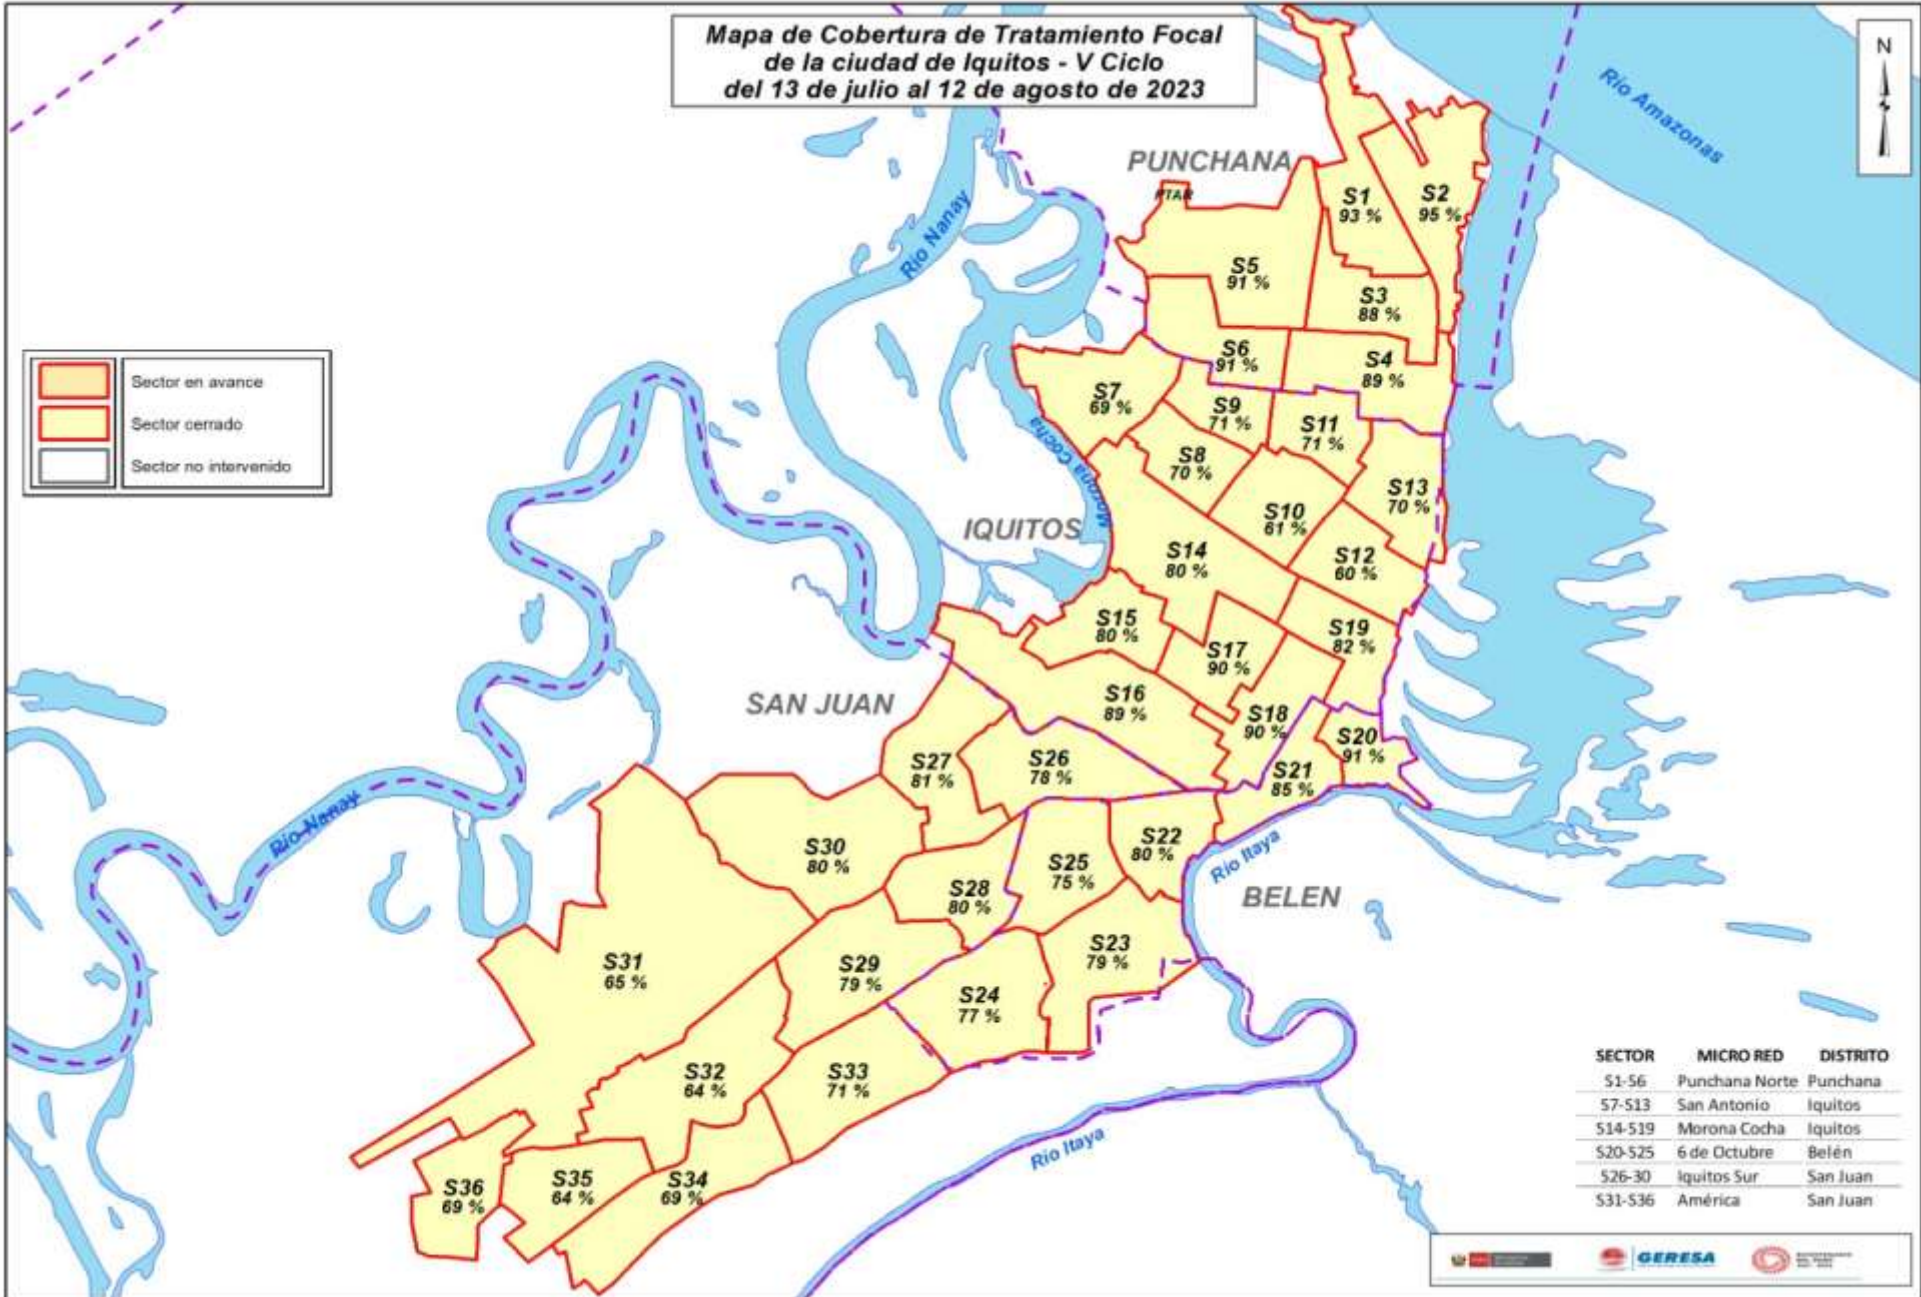 Mapa de Cobertura de Tratamiento Focal
de la ciudad de Iquitos - V Ciclo
del 13 de julio al 12 de agosto de 2023
N
Río Amazonas
PUNCHANA
PTAR
S1
93 %
S2
95 %
Río Nanay
S5
91 %
S3
88 %
S6
91 %
S4
89 %
Sector en avance
Sector cerrado
Sector no intervenido
S7
69 %
S9
71 %
S11
71 %
Morona Cocha
S8
70 %
S13
70 %
S10
61 %
IQUITOS
S14
80 %
S12
60 %
S15
80 %
S19
82 %
S17
90 %
SAN JUAN
S16
89 %
S18
90 %
S20
91 %
S27
81 %
S26
78 %
S21
85 %
Río Nanay
S30
80 %
S22
80 %
Río Itaya
S25
75 %
S28
80 %
BELEN
S31
65 %
S29
79 %
S23
79 %
S24
77 %
S32
64 %
S33
71 %
Río Itaya
S36
69 %
S35
64 %
S34
69 %
SECTOR MICRO RED DISTRITO
S1-S6 Punchana Norte Punchana
S7-S13 San Antonio Iquitos
S14-S19 Morona Cocha Iquitos
S20-S25 6 de Octubre Belén
S26-30 Iquitos Sur San Juan
S31-S36 América San Juan
GERESA